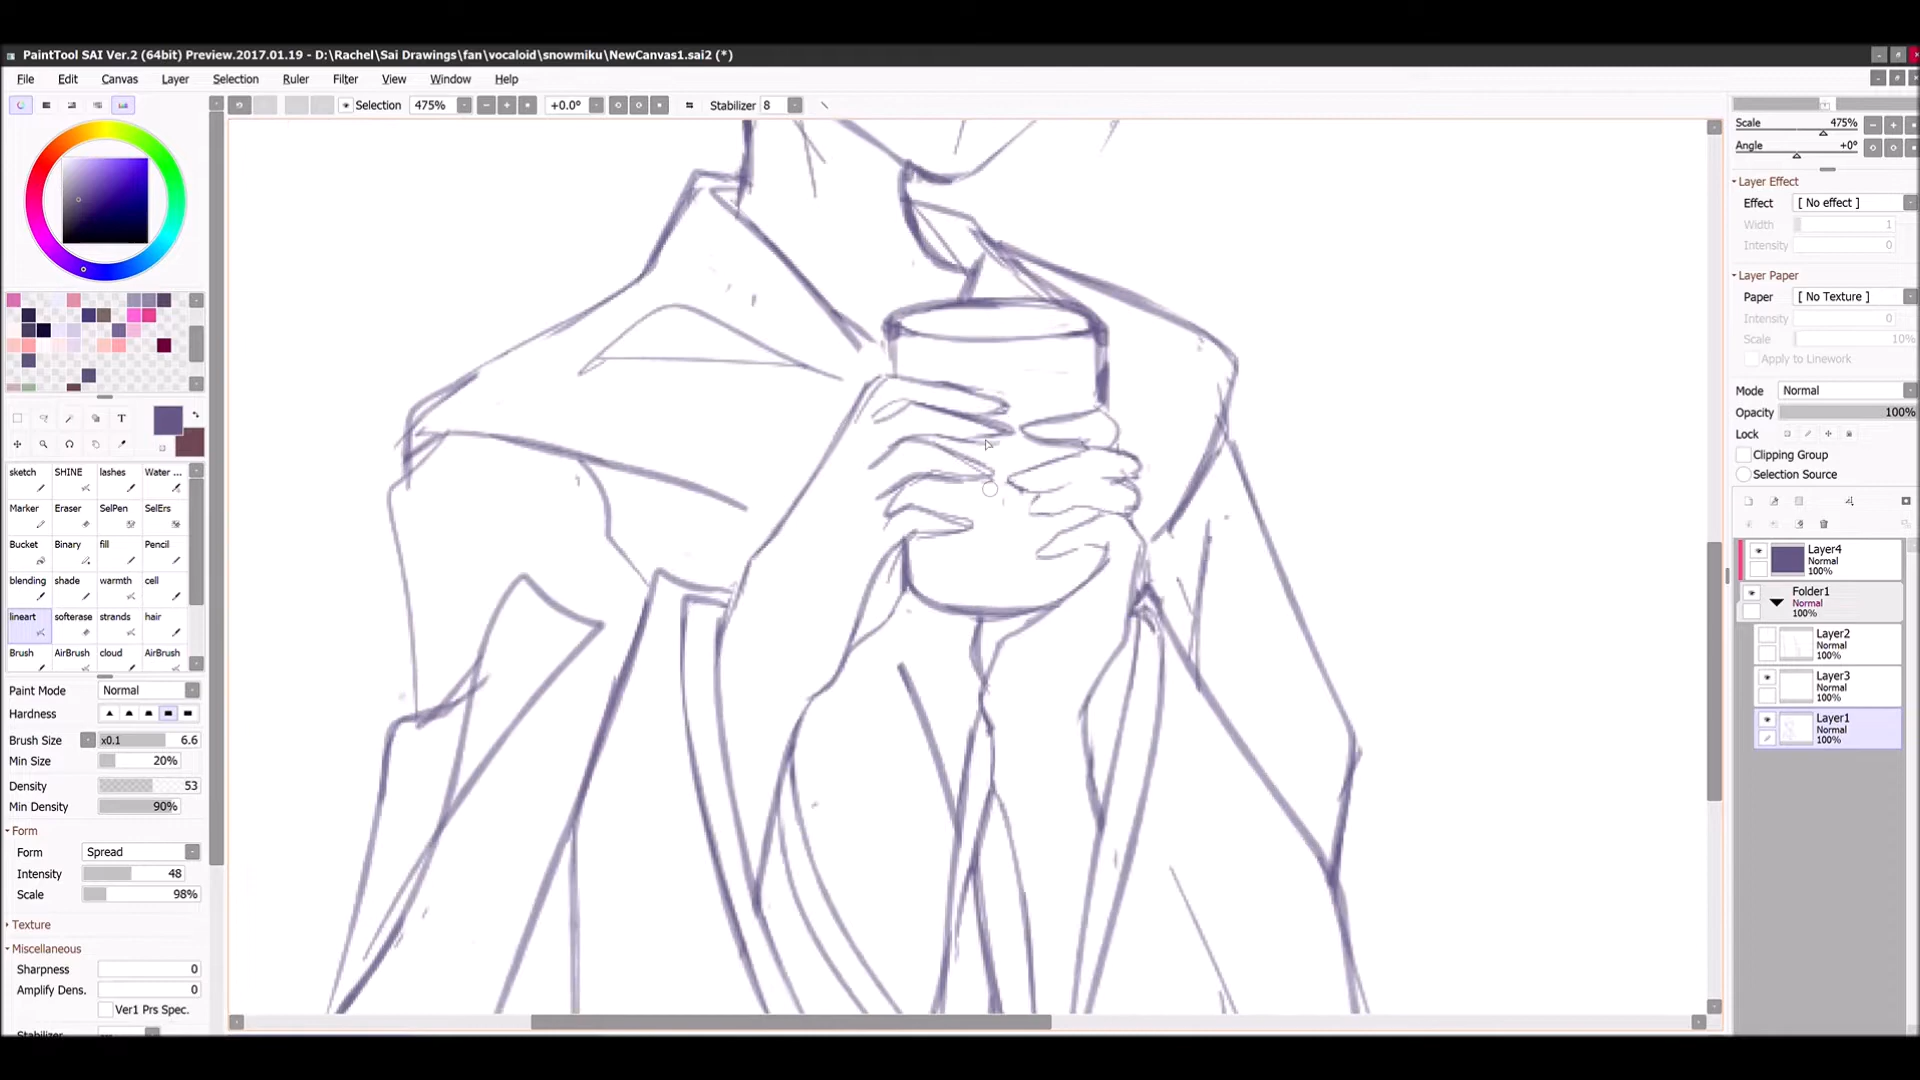 PaintTool SAI Ver.2 (64bit) Preview.2017.01.19 - D:\Rachel\Sai Drawings\fan\vocaloid\snowmiku\NewCanvas1.sai2 (*)
File Edit Canvas Layer Selection Ruler Filter View Window Help
Selection 475% +0.0° Stabilizer 8
Scale 475%
Angle +0°
Layer Effect
Effect [ No effect ]
Width 1
Intensity 0
Layer Paper
Paper [ No Texture ]
Intensity 0
Scale 10%
Apply to Linework
Mode Normal
Opacity 100%
Lock
Clipping Group
Selection Source
Layer4
Normal
100%
Folder1
Normal
100%
Layer2
Normal
100%
Layer3
Normal
100%
Layer1
Normal
100%
T
sketch SHINE lashes Water ...
Marker Eraser SelPen SelErs
Bucket Binary fill Pencil
blending shade warmth cell
lineart softerase strands hair
Brush AirBrush cloud AirBrush
Paint Mode Normal
Hardness
Brush Size x0.1 6.6
Min Size 20%
Density 53
Min Density 90%
Form
Form Spread
Intensity 48
Scale 98%
Texture
Miscellaneous
Sharpness 0
Amplify Dens. 0
Ver1 Prs Spec.